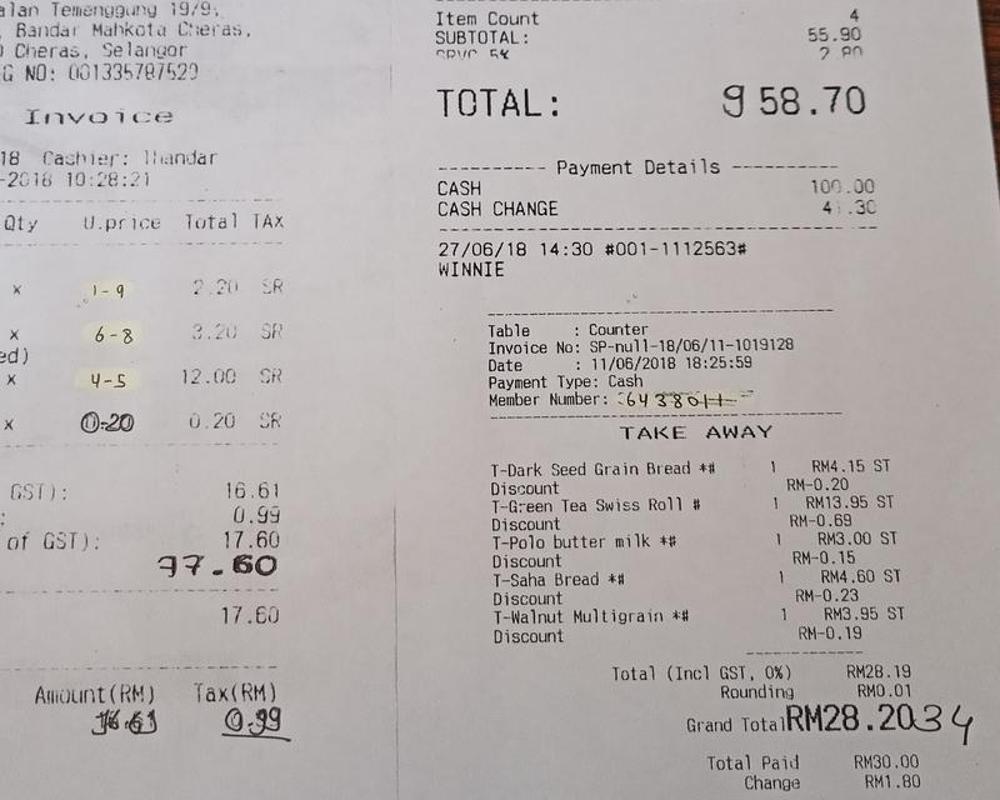 alan Temenggung 19/9,
, Bandar Mahkota Cheras,
0 Cheras, Selangor
G NO: 001335787529
Invoice
18 Cashier: Thandar
-2018 10:28:21
Qty U.price Total TAX
x 1-9 2.20 SR
x 6-8 3.20 SR
ed)
x 4-5 12.00 SR
x 0-20 0.20 SR
GST): 16.61
: 0.99
of GST): 17.60
77.60
17.60
Amount(RM) Tax(RM)
16.61 0.99
Item Count 4
SUBTOTAL: 55.90
SRVC 5% 2.80
TOTAL: 9 58.70
---------- Payment Details -----------
CASH 100.00
CASH CHANGE 41.30
27/06/18 14:30 #001-1112563#
WINNIE
Table : Counter
Invoice No: SP-null-18/06/11-1019128
Date : 11/06/2018 18:25:59
Payment Type: Cash
Member Number:
TAKE AWAY
T-Dark Seed Grain Bread *# 1 RM4.15 ST
Discount RM-0.20
T-Green Tea Swiss Roll # 1 RM13.95 ST
Discount RM-0.69
T-Polo butter milk *# 1 RM3.00 ST
Discount RM-0.15
T-Saha Bread *# 1 RM4.60 ST
Discount RM-0.23
T-Walnut Multigrain *# 1 RM3.95 ST
Discount RM-0.19
Total (Incl GST, 0%) RM28.19
Rounding RM0.01
Grand Total RM28.20 34
Total Paid RM30.00
Change RM1.80